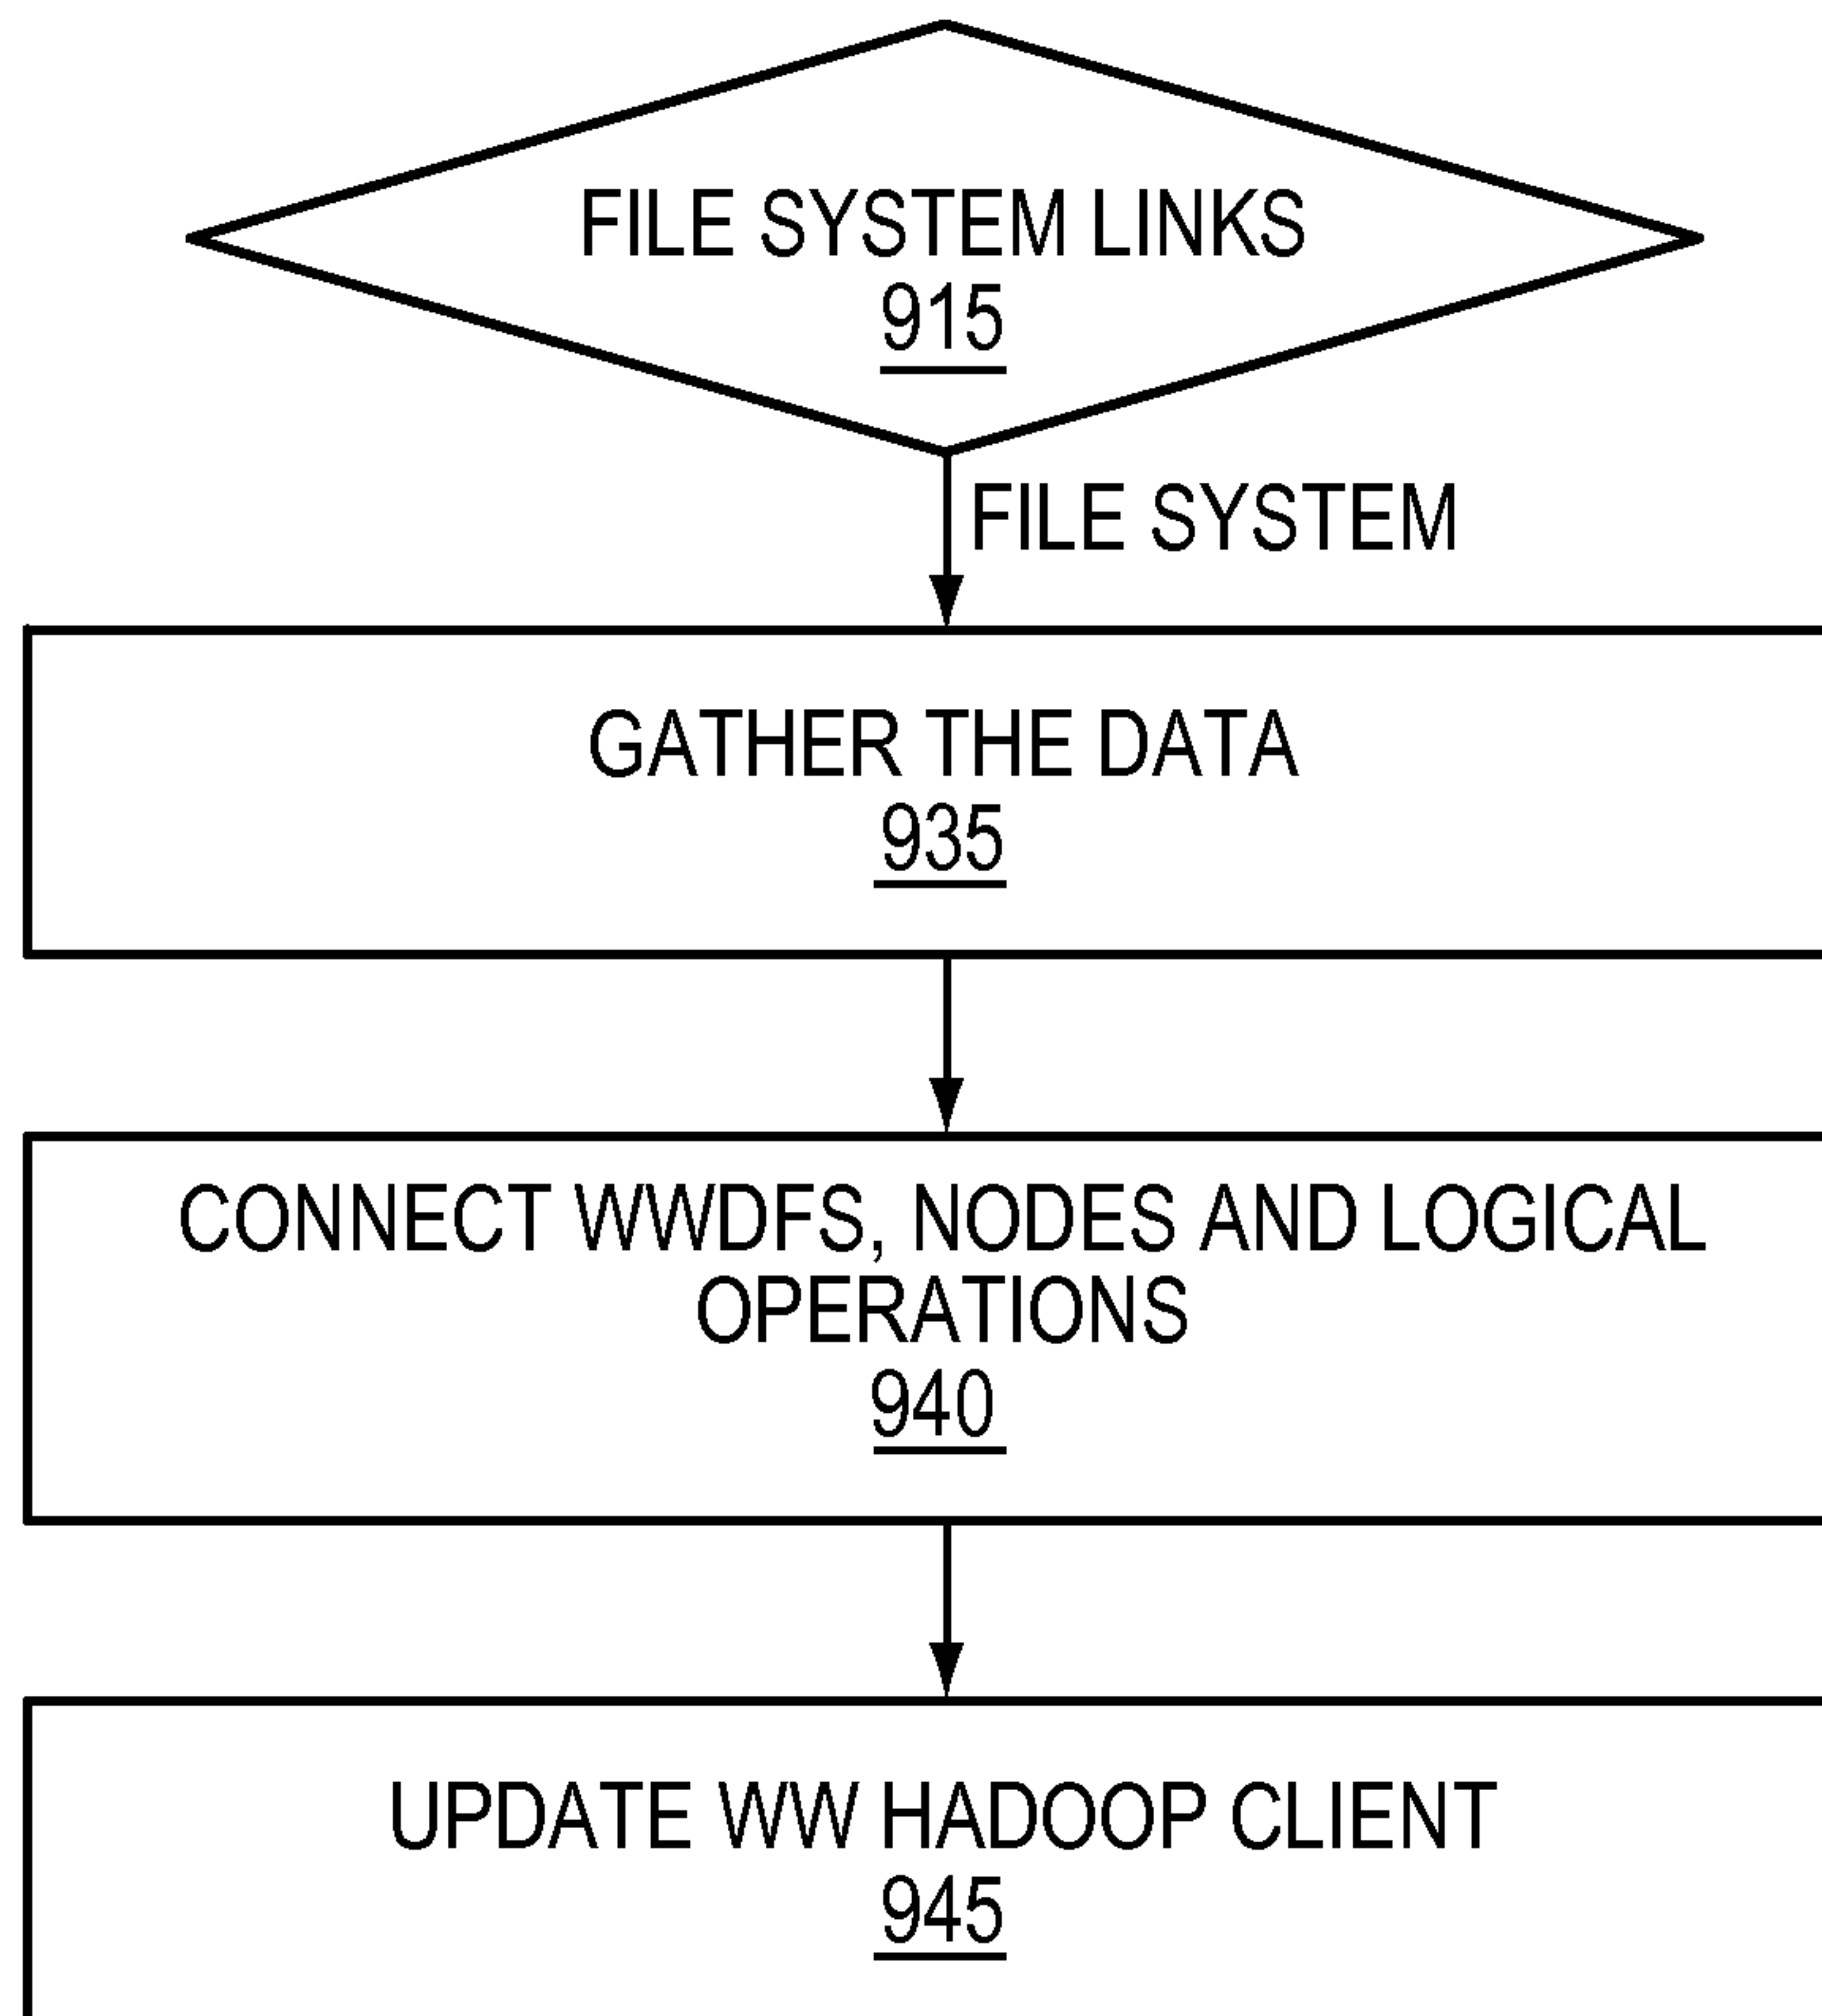 FILE SYSTEM LINKS
915
FILE SYSTEM
GATHER THE DATA
935
CONNECT WWDFS, NODES AND LOGICAL
OPERATIONS
940
UPDATE WW HADOOP CLIENT
945